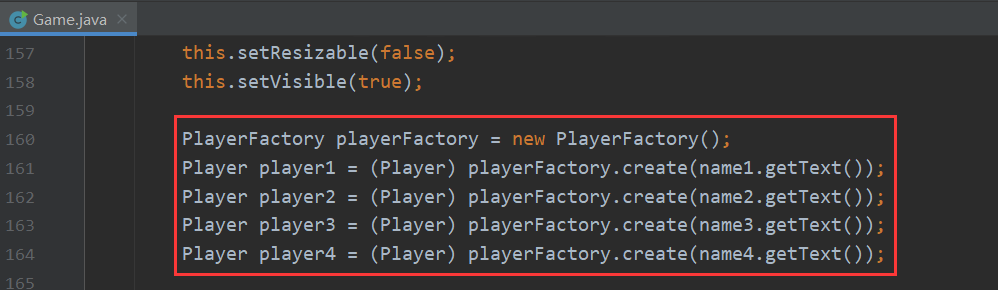 Game.java
157 this.setResizable(false);
158 this.setVisible(true);
159
160 PlayerFactory playerFactory = new PlayerFactory();
161 Player player1 = (Player) playerFactory.create(name1.getText());
162 Player player2 = (Player) playerFactory.create(name2.getText());
163 Player player3 = (Player) playerFactory.create(name3.getText());
164 Player player4 = (Player) playerFactory.create(name4.getText());
165